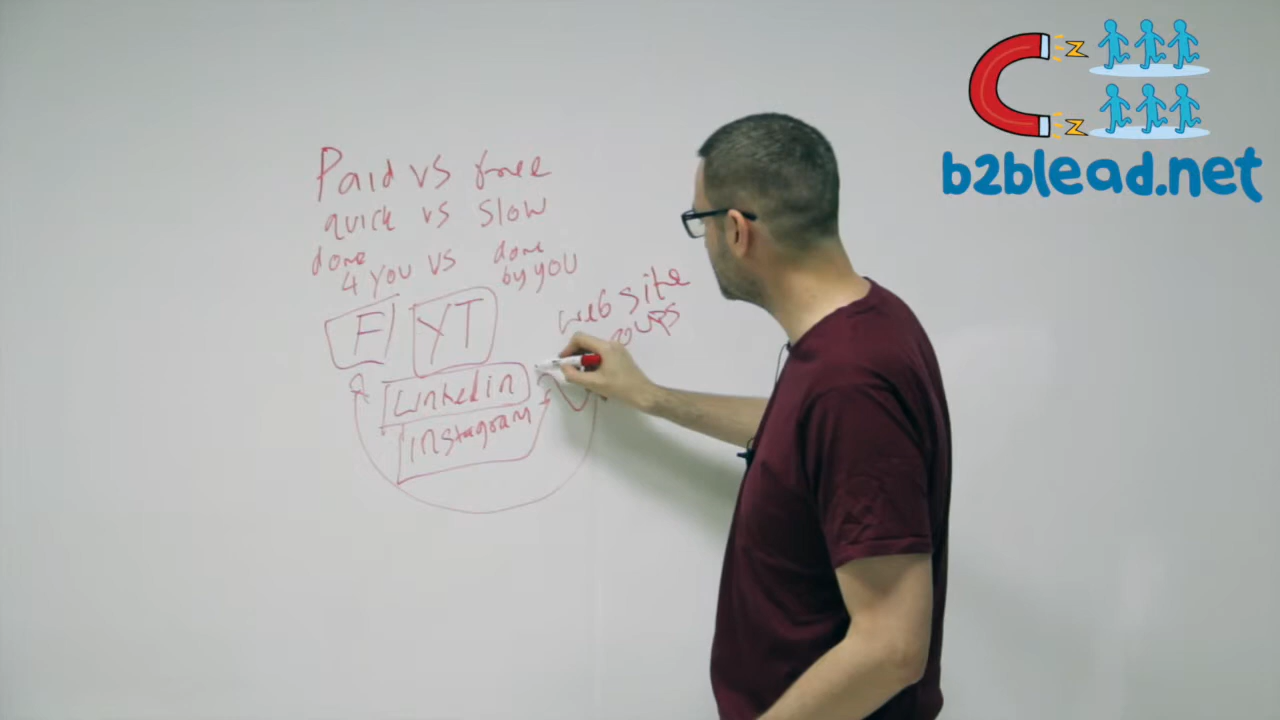 b2blead.net
Paid vs free
quick vs slow
done 4 YOU vs done by YOU
F YT
website
Linkedin
Instagram